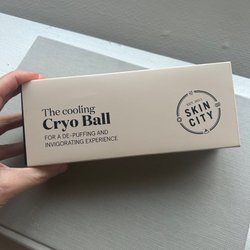 The cooling
Cryo Ball
FOR A DE-PUFFING AND
INVIGORATING EXPERIENCE.
SKIN
CITY